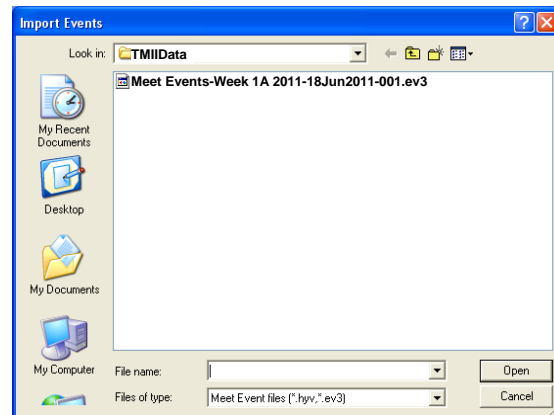 Import Events
Look in: TMIIData
Meet Events-Week 1A 2011-18Jun2011-001.ev3
My Recent
Documents
Desktop
My Documents
My Computer
File name:
Open
Files of type: Meet Event files (*.hyv,*.ev3)
Cancel